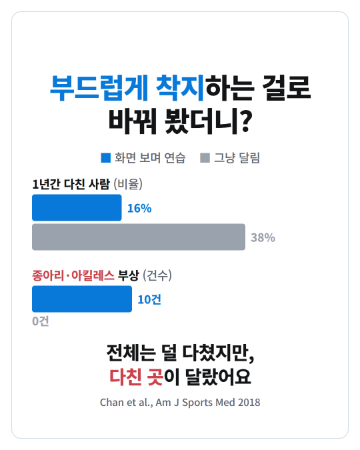 부드럽게 착지하는 걸로
바꿔 봤더니?
화면 보며 연습 그냥 달림
1년간 다친 사람 (비율)
16%
38%
종아리·아킬레스 부상 (건수)
10건
0건
전체는 덜 다쳤지만,
다친 곳이 달랐어요
Chan et al., Am J Sports Med 2018